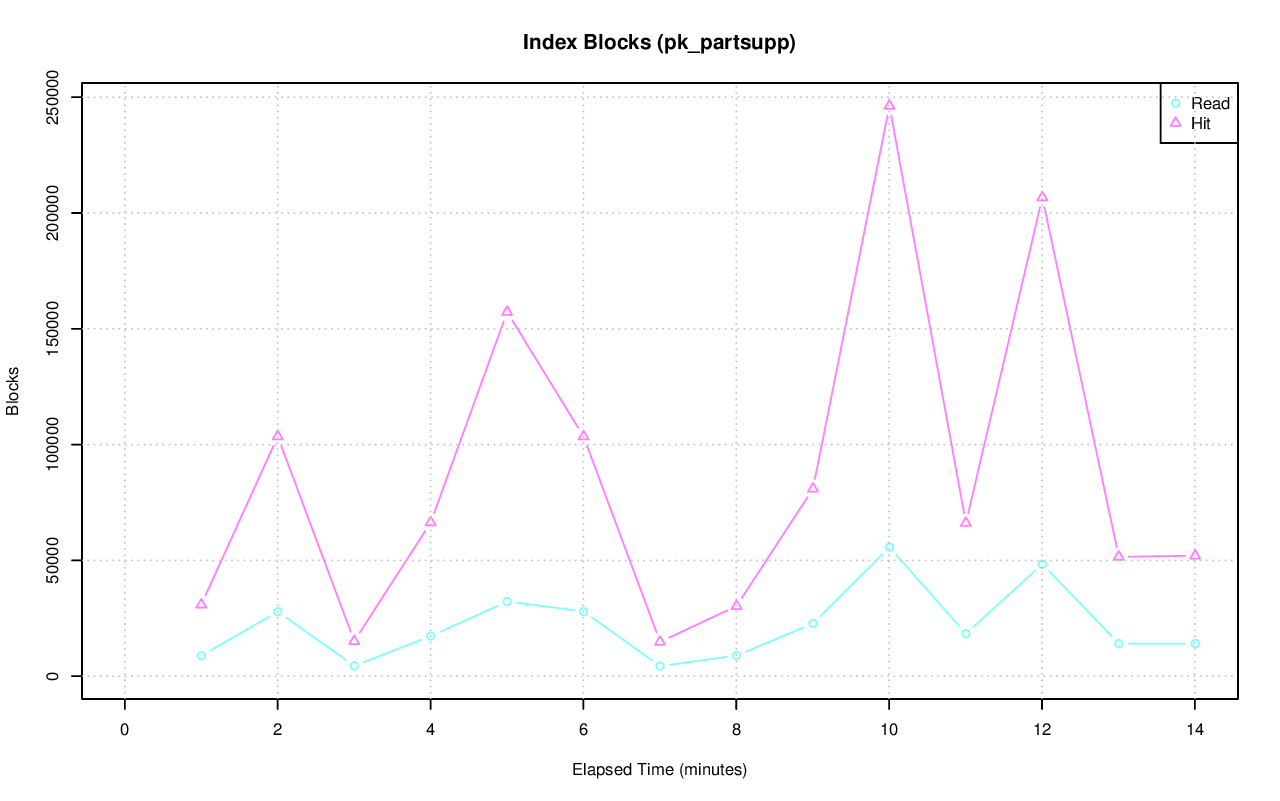 Index Blocks (pk_partsupp)
Read
Hit
250000
200000
150000
100000
50000
0
Blocks
0 2 4 6 8 10 12 14
Elapsed Time (minutes)